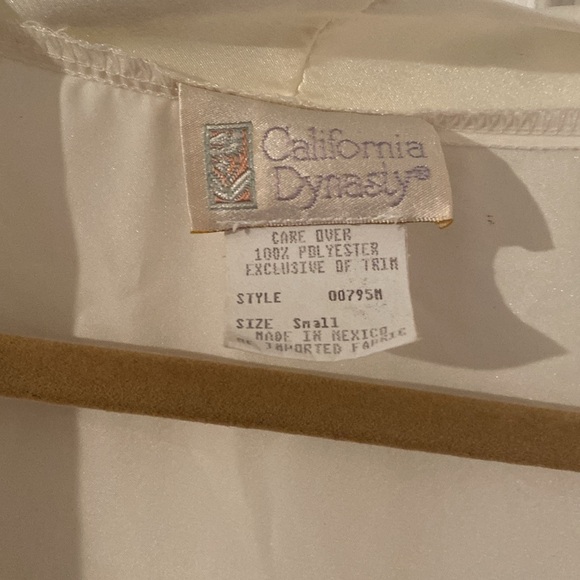 California
Dynasty®
CARE OVER
100% POLYESTER
EXCLUSIVE OF TRIM
STYLE 00795M
SIZE Small
MADE IN MEXICO
IMPORTED FABRIC